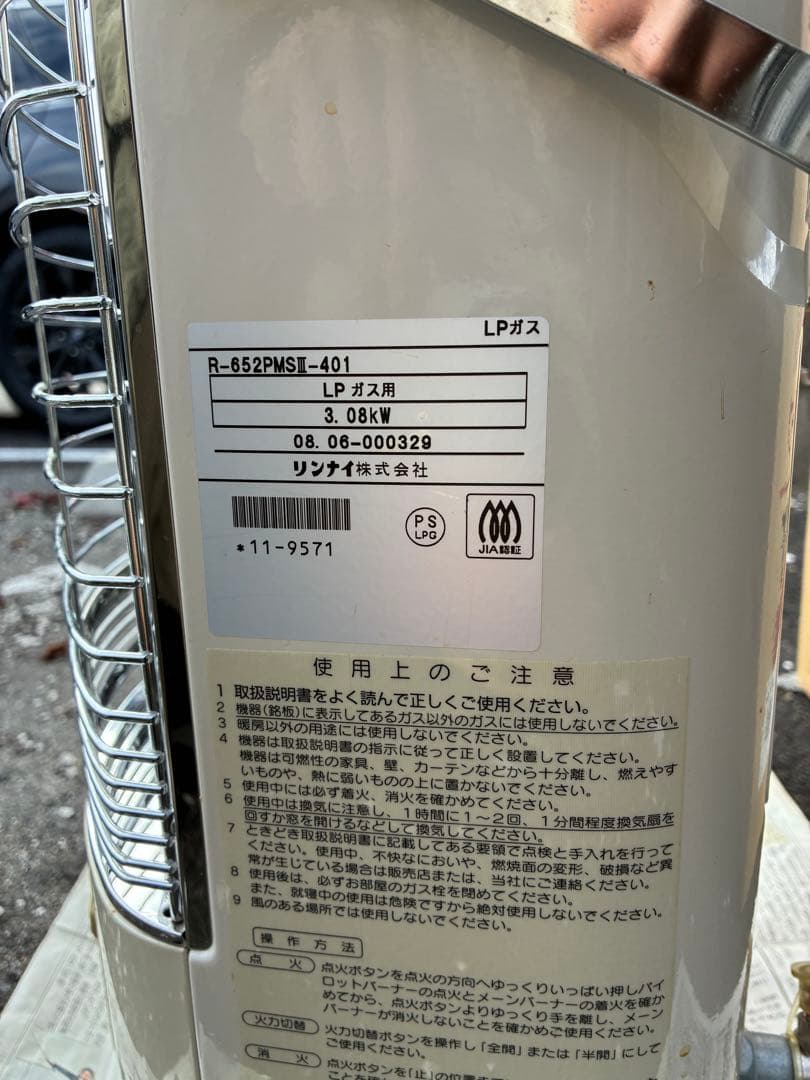 LPガス
R-652PMSⅢ-401
LPガス用
3.08kW
08.06-000329
リンナイ株式会社
*11-9571
PS
LPG
JIA認証
使用上のご注意
1 取扱説明書をよく読んで正しくご使用ください。
2 機器(銘板)に表示してあるガス以外のガスには使用しないでください。
3 暖房以外の用途には使用しないでください。
4 機器は取扱説明書の指示に従って正しく設置してください。
機器は可燃性の家具、壁、カーテンなどから十分離し、燃えやす
いものや、熱に弱いものの上に置かないでください。
5 使用中には必ず着火、消火を確かめてください。
6 使用中は換気に注意し、1時間に1〜2回、1分間程度換気扇を
回すか窓を開けるなどして換気してください。
7 ときどき取扱説明書に記載してある要領で点検と手入れを行って
ください。使用中、不快なにおいや、燃焼面の変形、破損など異
常が生じている場合は販売店または、当社にご連絡ください。
8 使用後は、必ずお部屋のガス栓を閉めてください。
また、就寝中の使用は危険ですから絶対使用しないでください。
9 風のある場所では使用しないでください。
操作方法
点火 点火ボタンを点火の方向へゆっくりいっぱい押しパイ
ロットバーナーの点火とメーンバーナーの着火を確か
めてから、点火ボタンよりゆっくり手を離し、メーン
バーナーが消火しないことを確かめご使用ください。
火力切替 火力切替ボタンを操作し「全開」または「半開」にして
ご使用ください。
消火 点火ボタンを「止」の位置